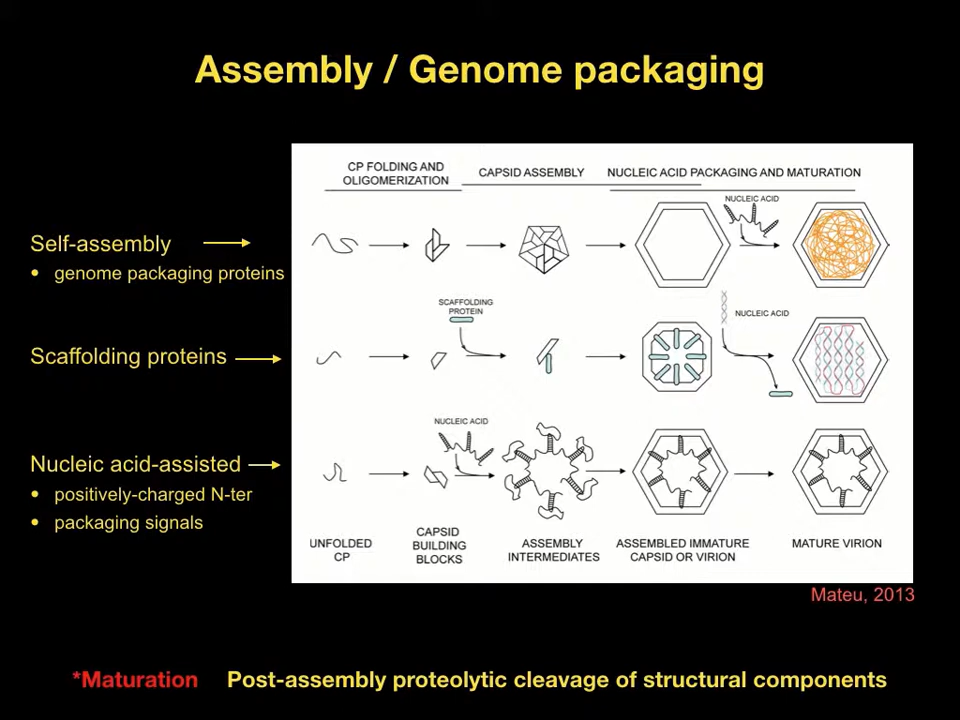 Assembly / Genome packaging
CP FOLDING AND
OLIGOMERIZATION
CAPSID ASSEMBLY
NUCLEIC ACID PACKAGING AND MATURATION
NUCLEIC ACID
Self-assembly
• genome packaging proteins
SCAFFOLDING
PROTEIN
NUCLEIC ACID
Scaffolding proteins
NUCLEIC ACID
Nucleic acid-assisted
• positively-charged N-ter
• packaging signals
UNFOLDED
CP
CAPSID
BUILDING
BLOCKS
ASSEMBLY
INTERMEDIATES
ASSEMBLED IMMATURE
CAPSID OR VIRION
MATURE VIRION
Mateu, 2013
*Maturation Post-assembly proteolytic cleavage of structural components